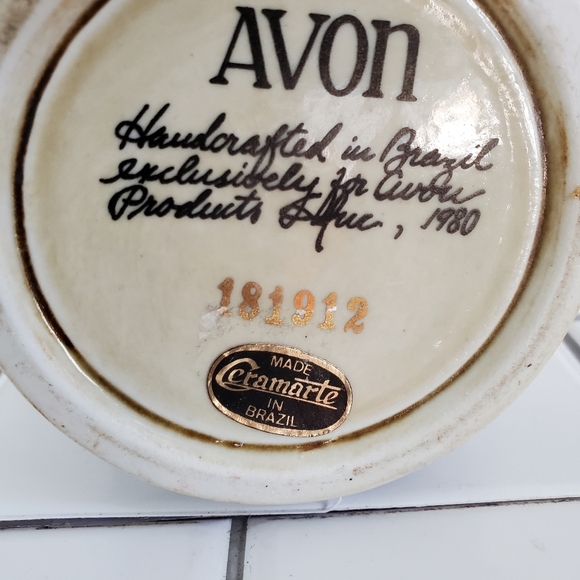 AVON
Handcrafted in Brazil
exclusively for Avon
Products Inc, 1980
181912
MADE
Ceramarte
IN
BRAZIL